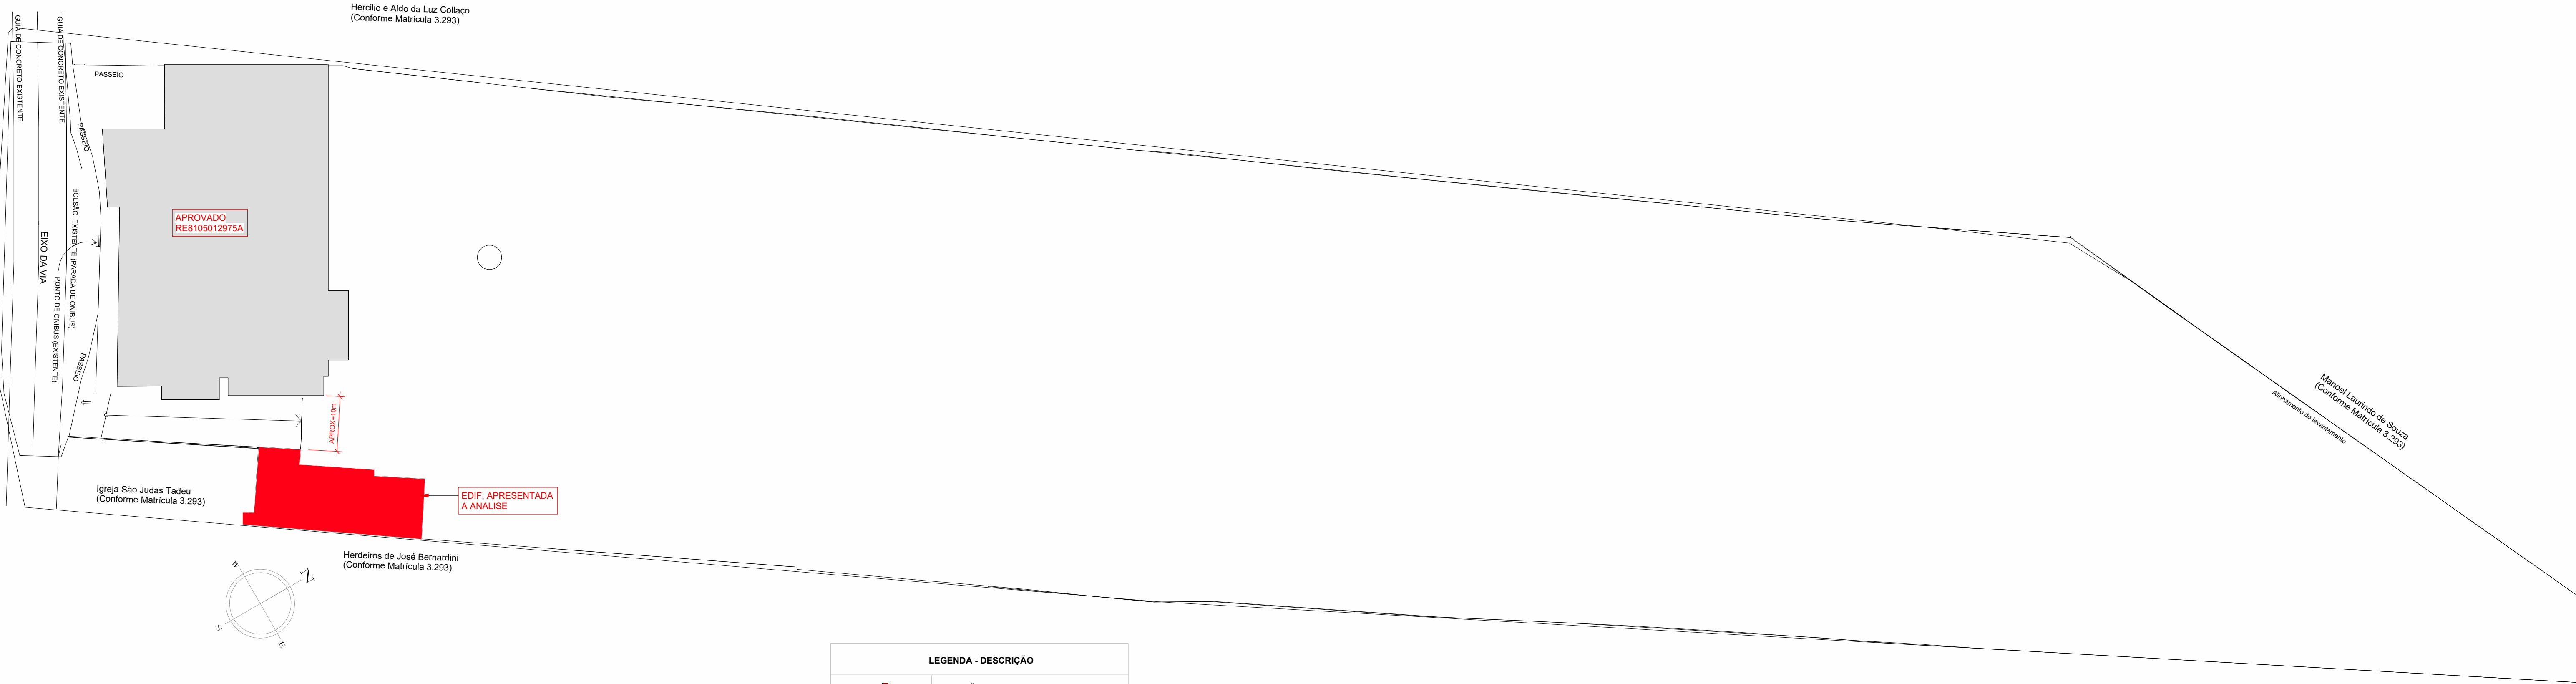 Hercilio e Aldo da Luz Collaço
(Conforme Matrícula 3.293)
GUIA DE CONCRETO EXISTENTE
GUIA DE CONCRETO EXISTENTE
PASSEIO
PASSEIO
BOLSÃO EXISTENTE (PARADA DE ONIBUS)
EIXO DA VIA
PONTO DE ONIBUS (EXISTENTE)
PASSEIO
APROVADO
RE8105012975A
APROX=10m
Manoel Laurindo de Souza
(Conforme Matrícula 3.293)
Alinhamento do levantamento
Igreja São Judas Tadeu
(Conforme Matrícula 3.293)
EDIF. APRESENTADA
A ANALISE
Herdeiros de José Bernardini
(Conforme Matrícula 3.293)
W
N
S
E
LEGENDA - DESCRIÇÃO